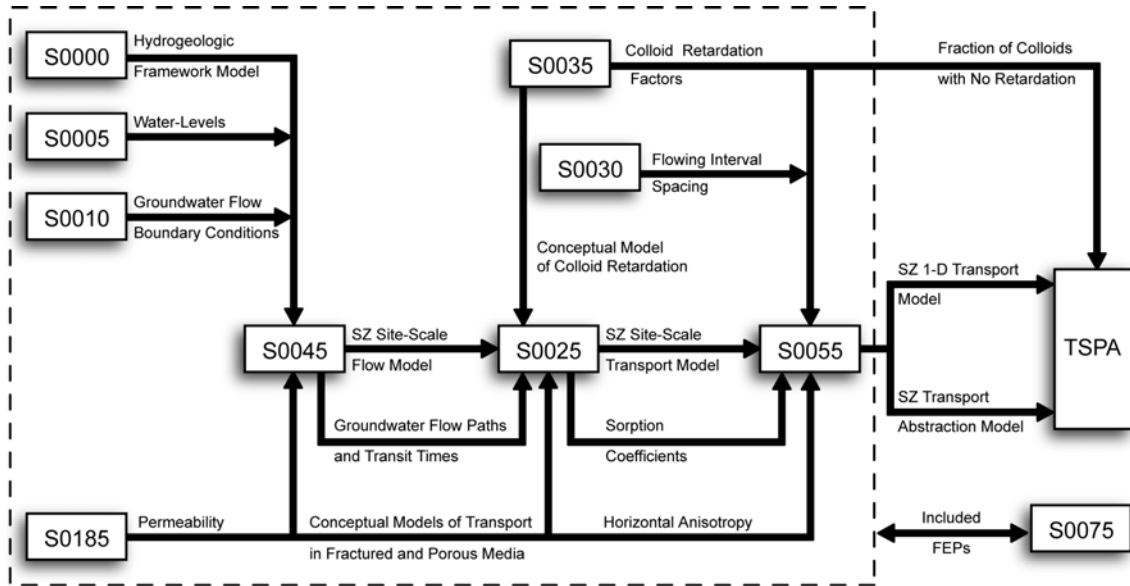 S0000
Hydrogeologic
Framework Model
S0035
Colloid Retardation
Factors
Fraction of Colloids
with No Retardation
S0005
Water-Levels
S0030
Flowing Interval
Spacing
S0010
Groundwater Flow
Boundary Conditions
Conceptual Model
of Colloid Retardation
SZ 1-D Transport
Model
S0045
SZ Site-Scale
Flow Model
S0025
SZ Site-Scale
Transport Model
S0055
TSPA
SZ Transport
Abstraction Model
Groundwater Flow Paths
and Transit Times
Sorption
Coefficients
S0185
Permeability
Conceptual Models of Transport
in Fractured and Porous Media
Horizontal Anisotropy
Included
FEPs
S0075